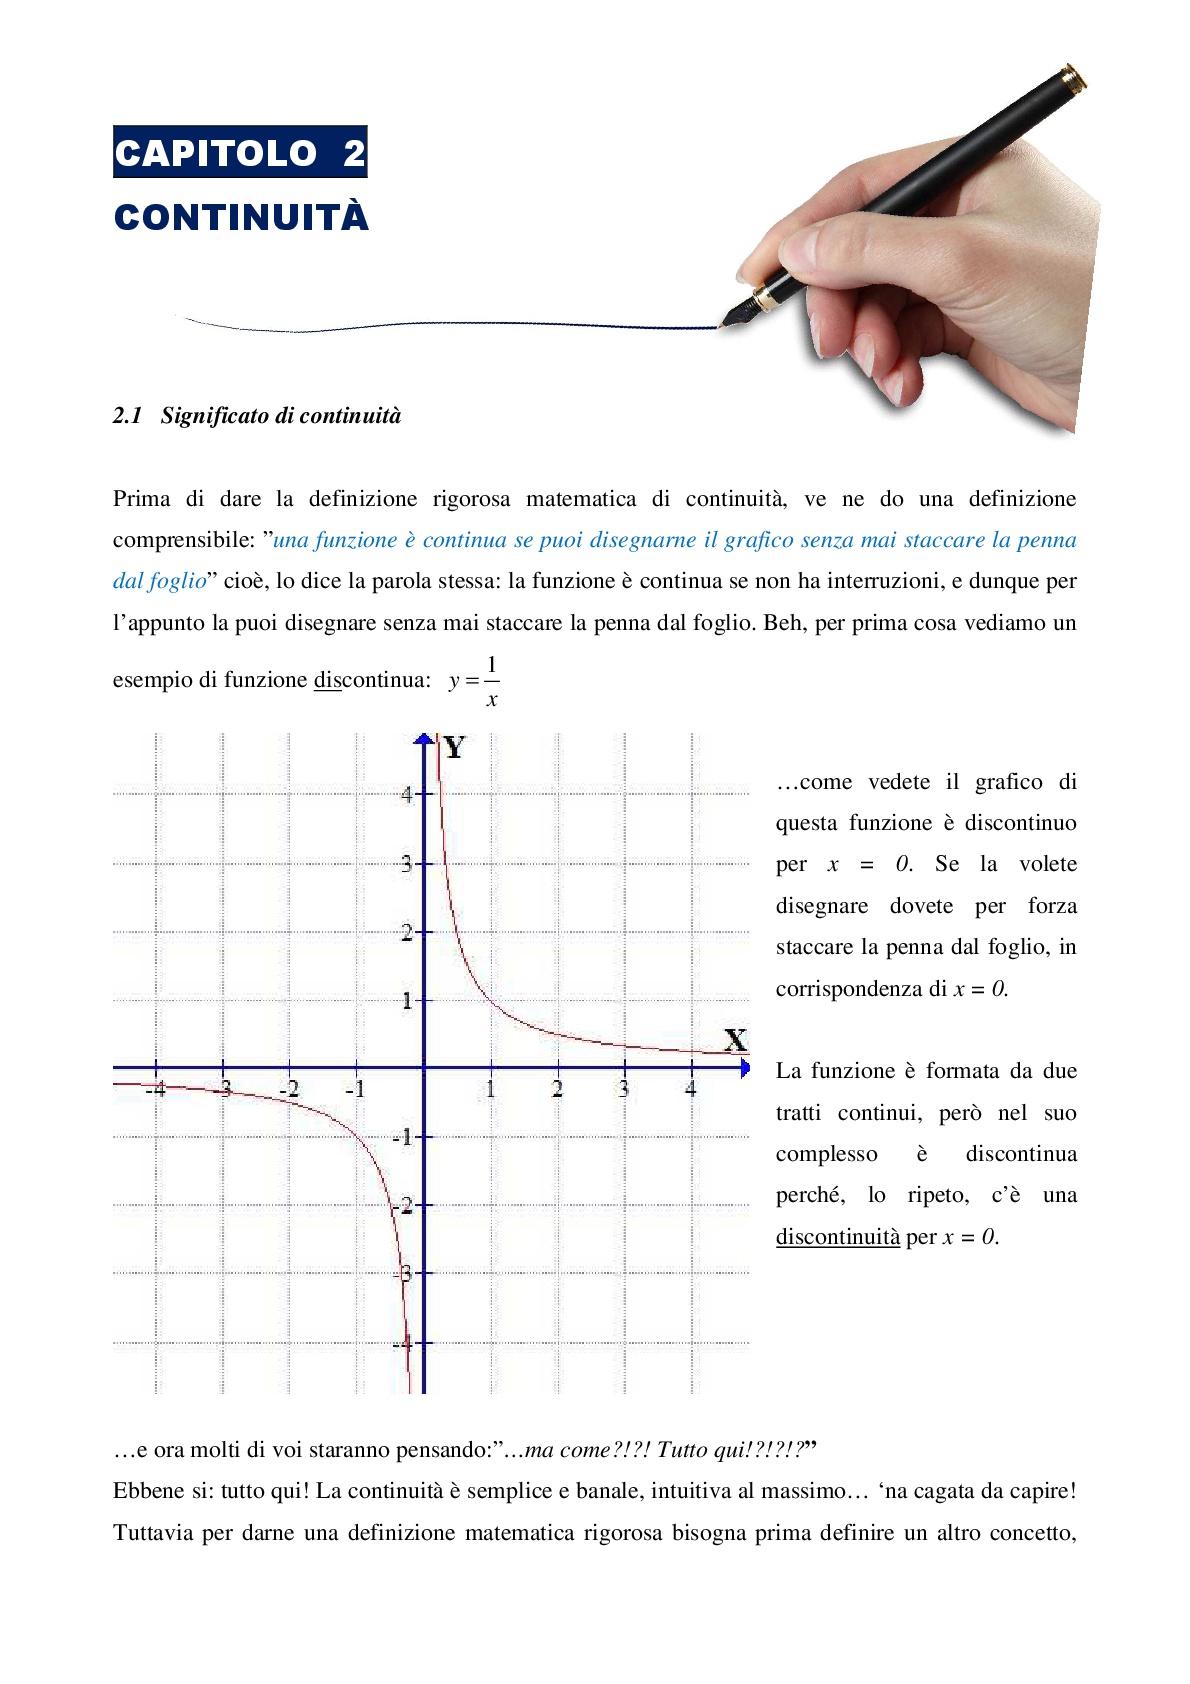 CAPITOLO 2
CONTINUITÀ
2.1 Significato di continuità
Prima di dare la definizione rigorosa matematica di continuità, ve ne do una definizione
comprensibile: ”una funzione è continua se puoi disegnarne il grafico senza mai staccare la penna
dal foglio” cioè, lo dice la parola stessa: la funzione è continua se non ha interruzioni, e dunque per
l’appunto la puoi disegnare senza mai staccare la penna dal foglio. Beh, per prima cosa vediamo un
esempio di funzione discontinua: y = 1/x
Y
4
3
2
1
X
-4 -3 -2 -1 1 2 3 4
-1
-2
-3
-4
…come vedete il grafico di
questa funzione è discontinuo
per x = 0. Se la volete
disegnare dovete per forza
staccare la penna dal foglio, in
corrispondenza di x = 0.
La funzione è formata da due
tratti continui, però nel suo
complesso è discontinua
perché, lo ripeto, c’è una
discontinuità per x = 0.
…e ora molti di voi staranno pensando:”…ma come?!?! Tutto qui!?!?!?”
Ebbene si: tutto qui! La continuità è semplice e banale, intuitiva al massimo… ‘na cagata da capire!
Tuttavia per darne una definizione matematica rigorosa bisogna prima definire un altro concetto,